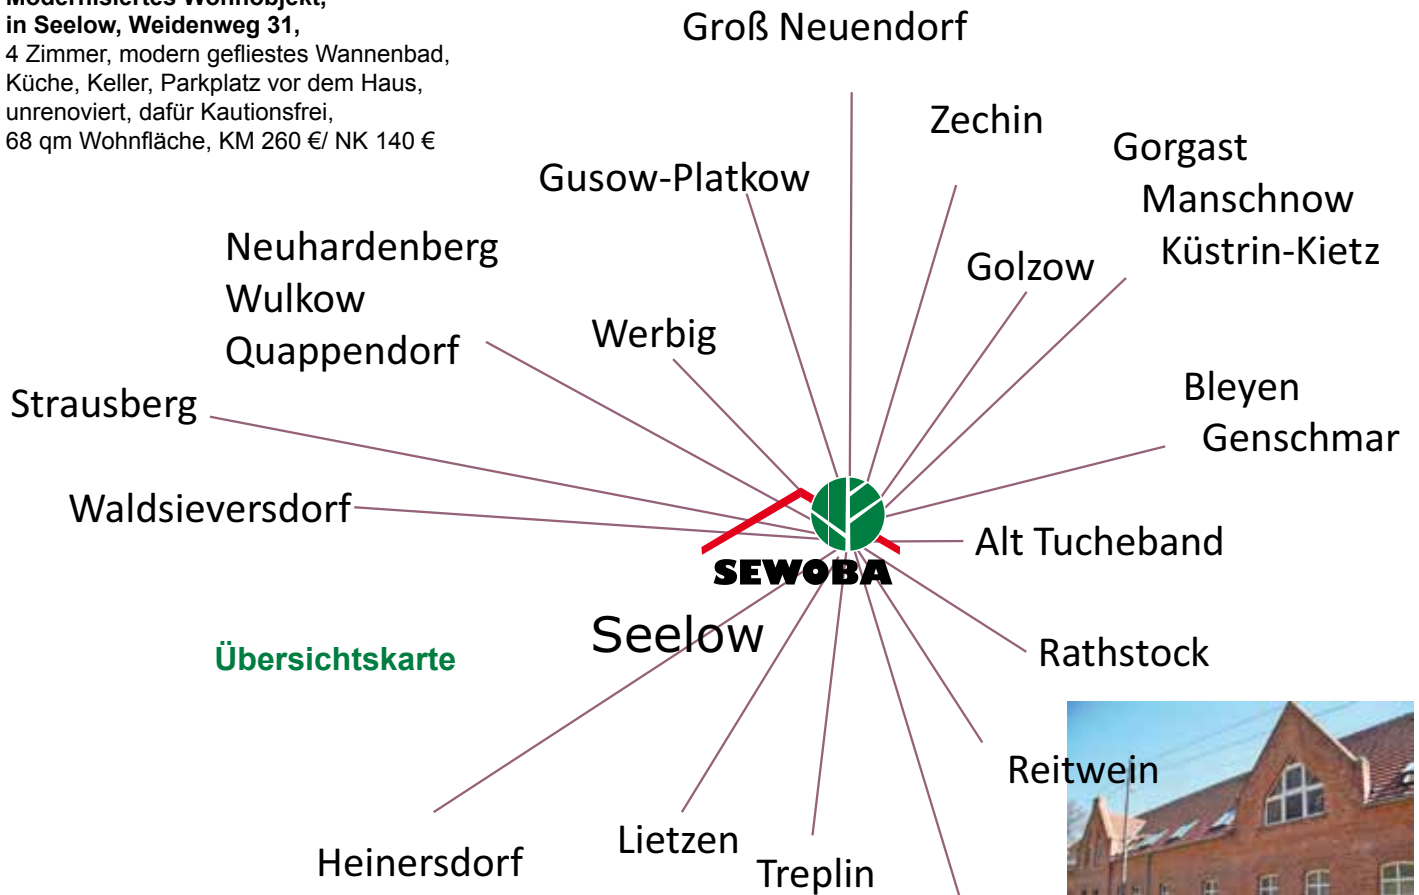 Modernisiertes Wohnobjekt,
in Seelow, Weidenweg 31,
4 Zimmer, modern gefliestes Wannenbad,
Küche, Keller, Parkplatz vor dem Haus,
unrenoviert, dafür Kautionsfrei,
68 qm Wohnfläche, KM 260 €/ NK 140 €
Groß Neuendorf
Zechin
Gorgast
Manschnow
Küstrin-Kietz
Gusow-Platkow
Golzow
Neuhardenberg
Wulkow
Quappendorf
Werbig
Strausberg
Bleyen
Genschmar
Waldsieversdorf
Alt Tucheband
SEWOBA
Seelow
Übersichtskarte
Rathstock
Reitwein
Lietzen
Heinersdorf
Treplin